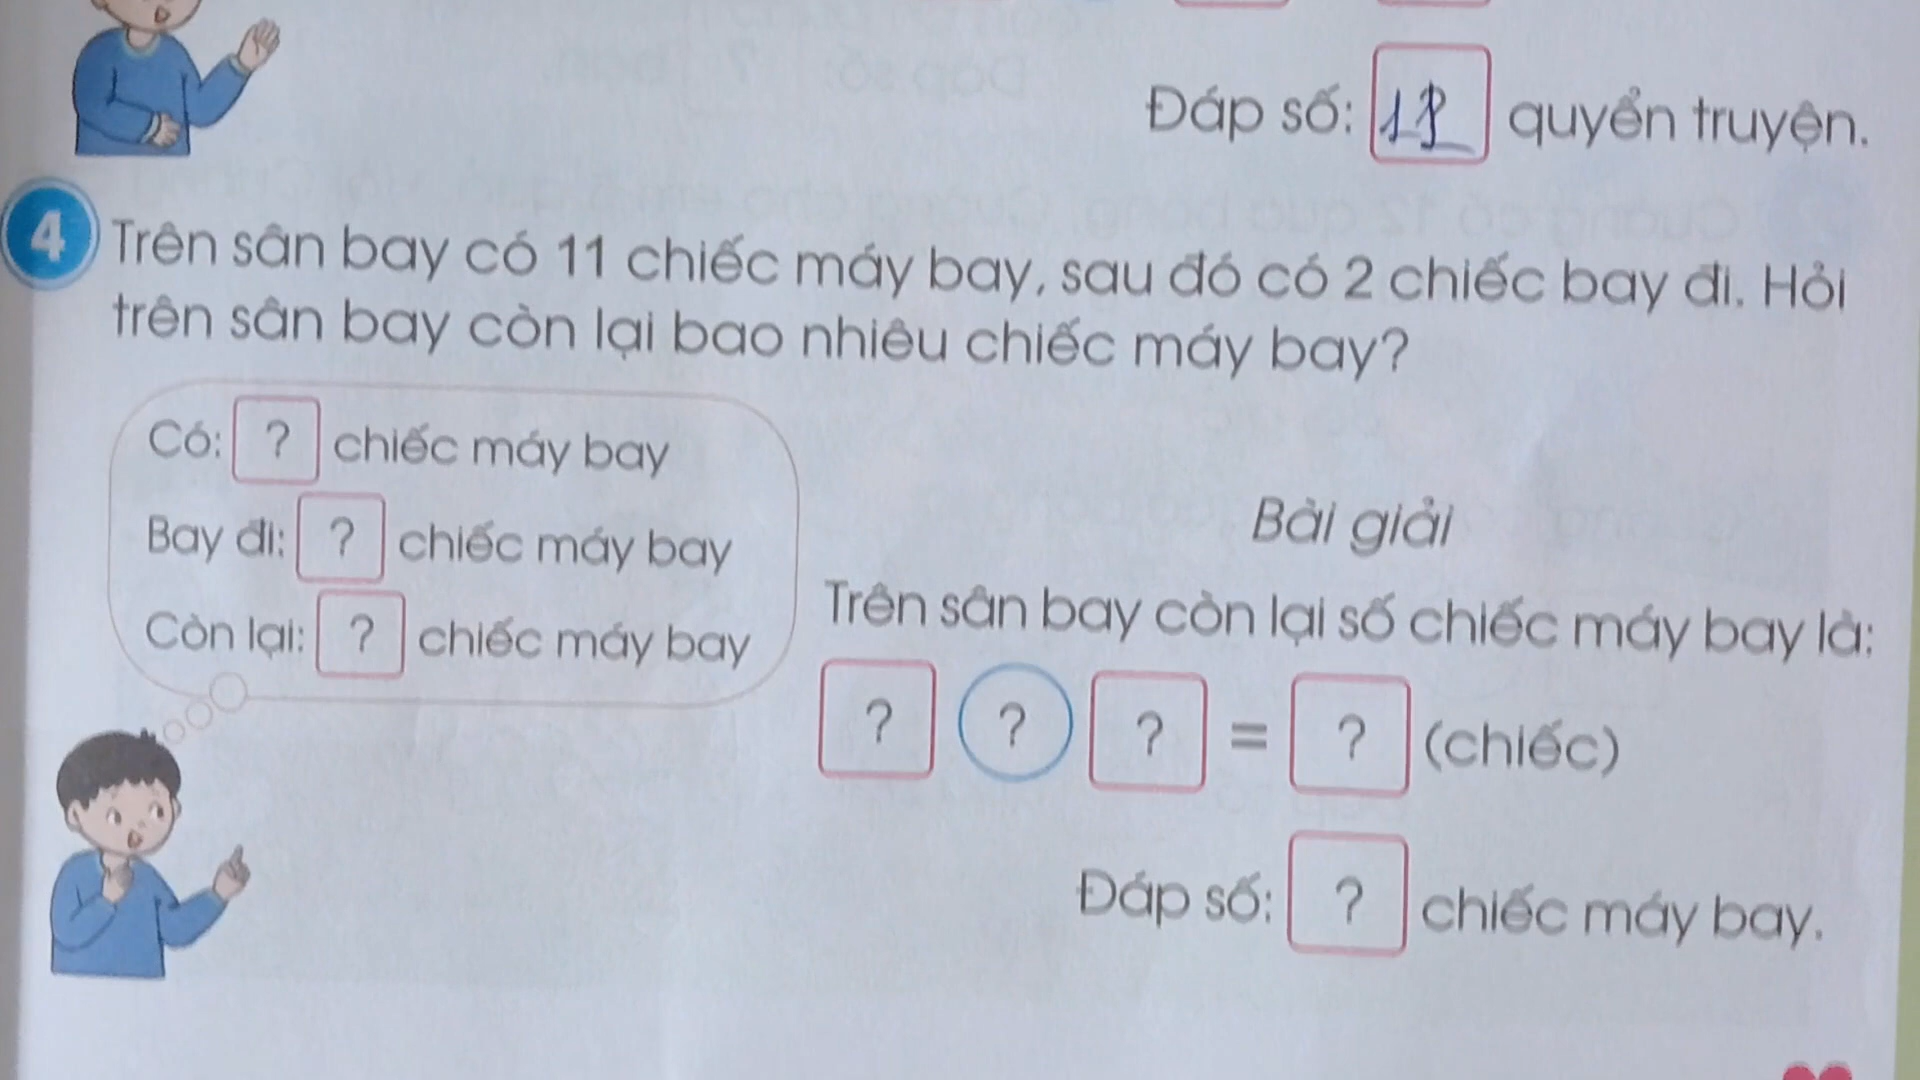 Đáp số: 18 quyển truyện.
4 Trên sân bay có 11 chiếc máy bay, sau đó có 2 chiếc bay đi. Hỏi
trên sân bay còn lại bao nhiêu chiếc máy bay?
Có: ? chiếc máy bay
Bay đi: ? chiếc máy bay
Còn lại: ? chiếc máy bay
Bài giải
Trên sân bay còn lại số chiếc máy bay là:
? ? ? = ? (chiếc)
Đáp số: ? chiếc máy bay.